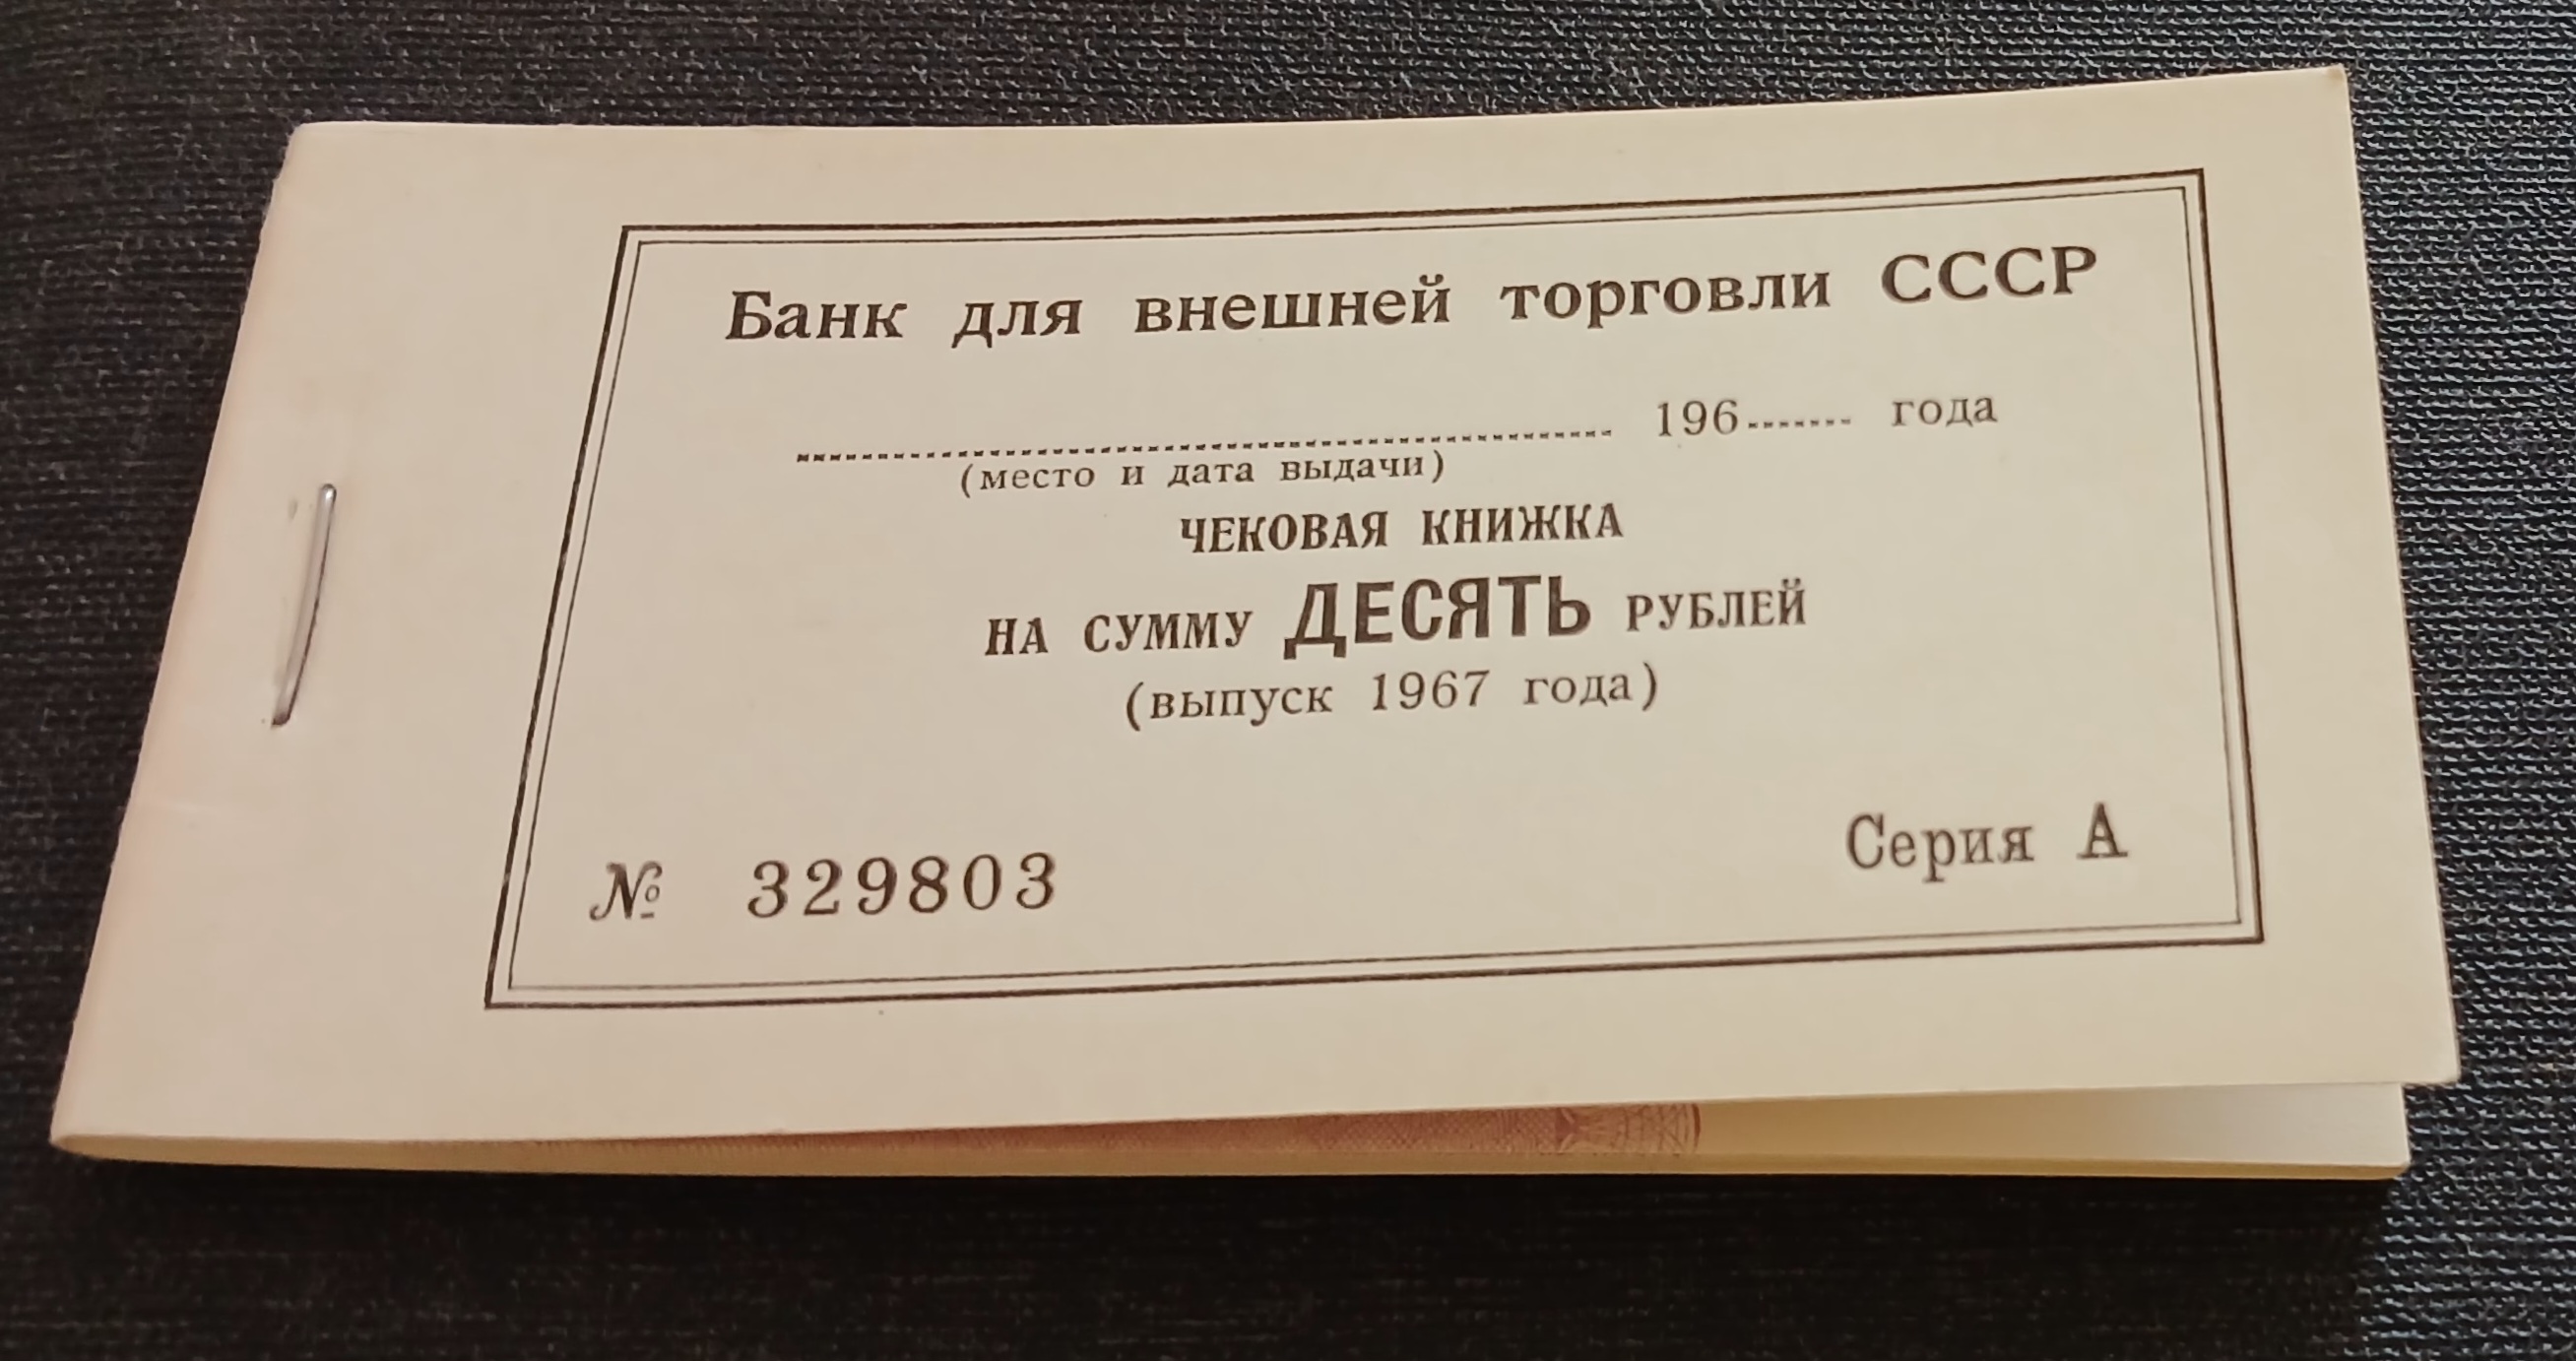 Банк для внешней торговли СССР
196 года
(место и дата выдачи)
ЧЕКОВАЯ КНИЖКА
НА СУММУ ДЕСЯТЬ РУБЛЕЙ
(выпуск 1967 года)
Серия А
№ 329803